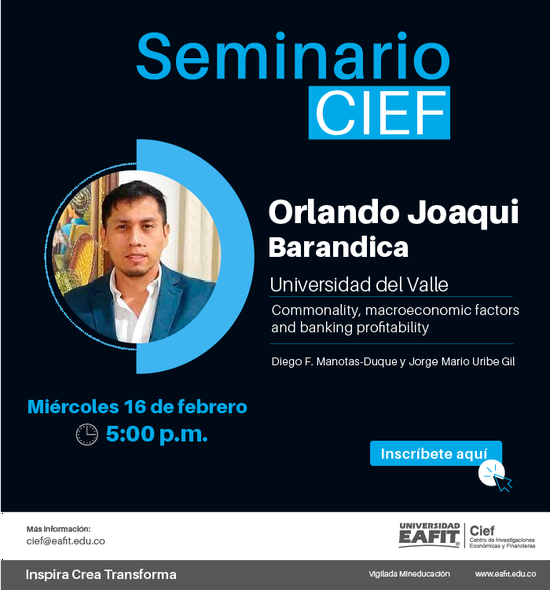 Seminario
CIEF
Orlando Joaqui
Barandica
Universidad del Valle
Commonality, macroeconomic factors
and banking profitability
Diego F. Manotas-Duque y Jorge Mario Uribe Gil
Miércoles 16 de febrero
5:00 p.m.
Inscríbete aquí
Más información:
cief@eafit.edu.co
UNIVERSIDAD
EAFIT
Cief
Centro de Investigaciones
Económicas y Financieras
Inspira Crea Transforma
Vigilada Mineducación
www.eafit.edu.co